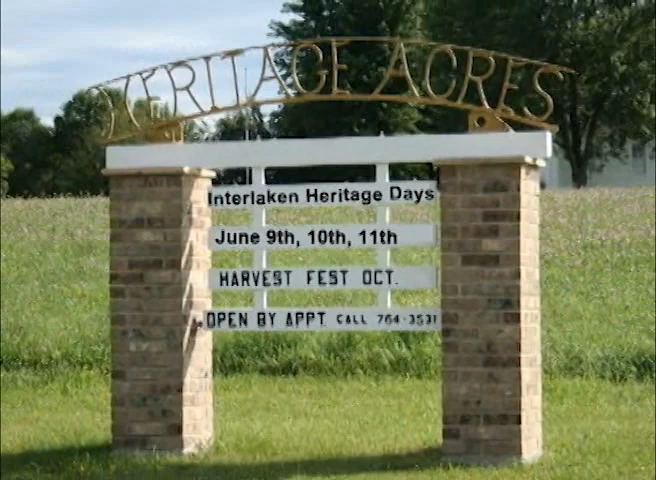 HERITAGE ACRES
Interlaken Heritage Days
June 9th, 10th, 11th
HARVEST FEST OCT.
OPEN BY APPT. CALL 764-3531